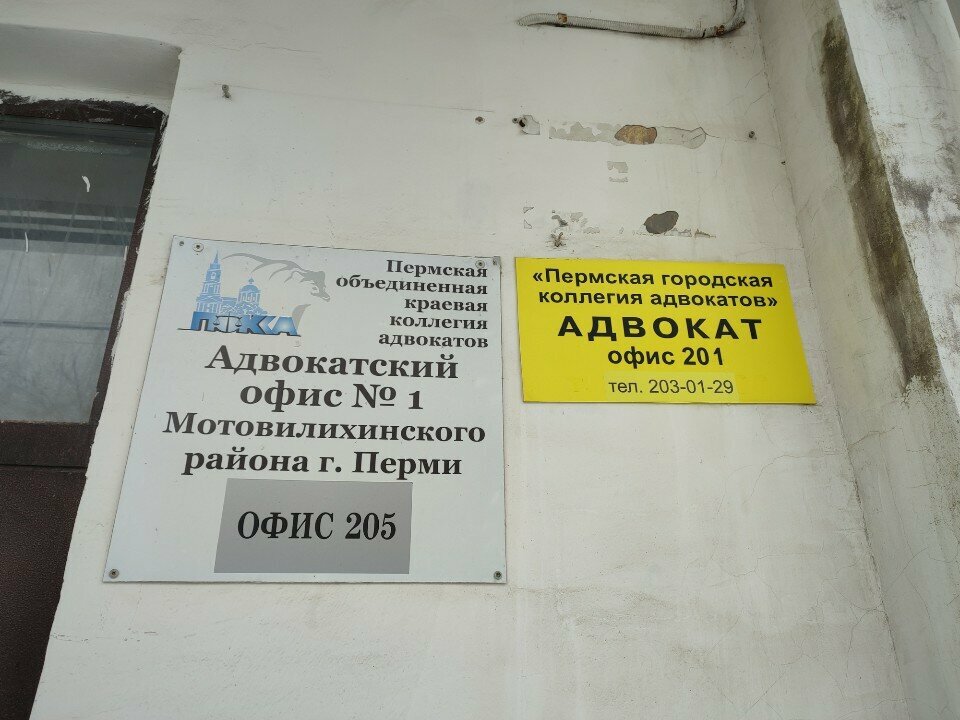 Пермская
объединенная
краевая
коллегия
адвокатов
ПОККА
Адвокатский
офис № 1
Мотовилихинского
района г. Перми
ОФИС 205
«Пермская городская
коллегия адвокатов»
АДВОКАТ
офис 201
тел. 203-01-29